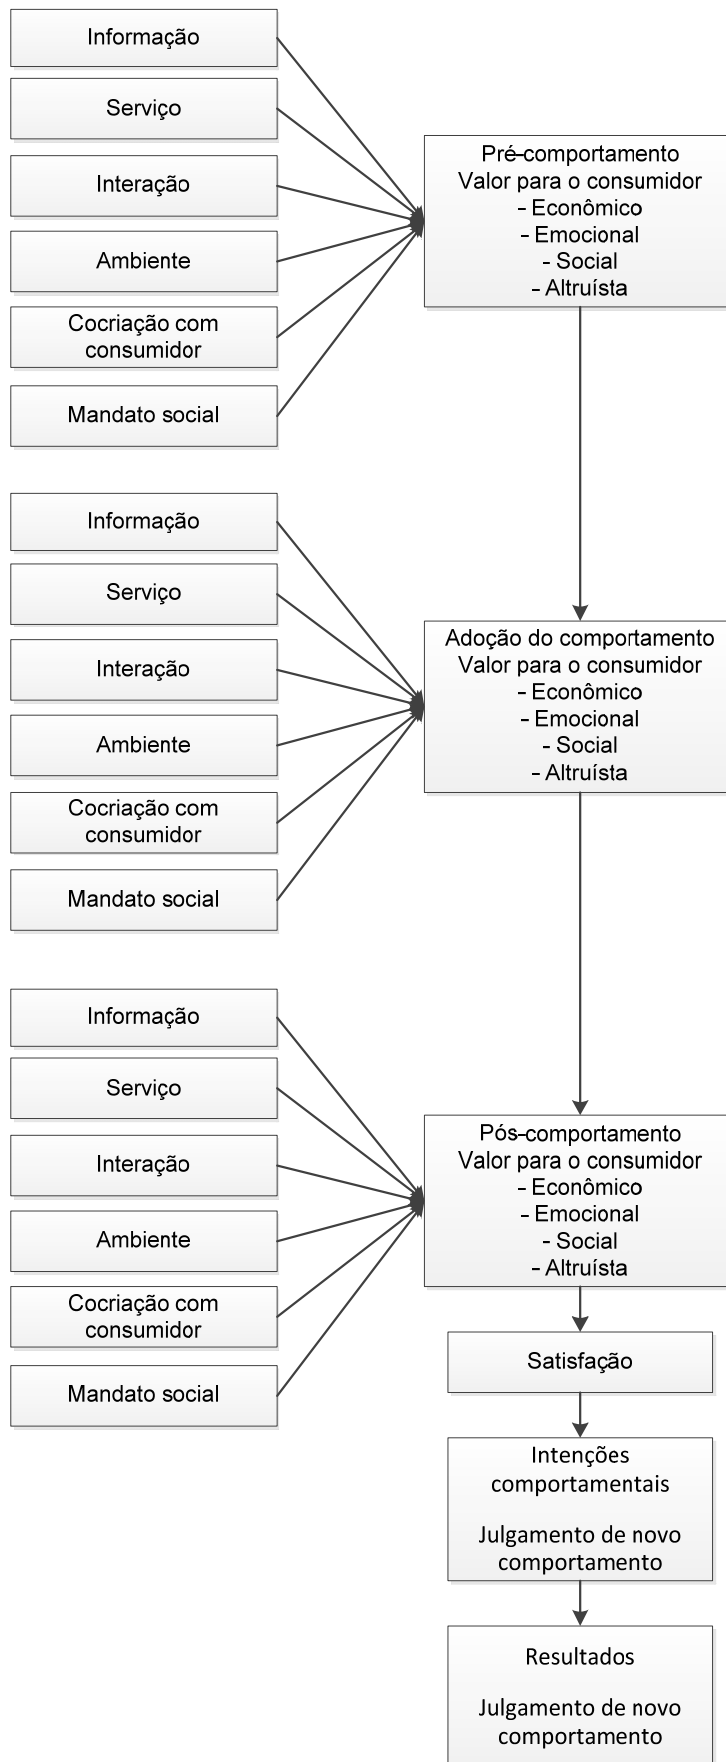 Informação
Serviço
Interação
Ambiente
Cocriação com
consumidor
Mandato social
Pré-comportamento
Valor para o consumidor
- Econômico
- Emocional
- Social
- Altruísta
Informação
Serviço
Interação
Ambiente
Cocriação com
consumidor
Mandato social
Adoção do comportamento
Valor para o consumidor
- Econômico
- Emocional
- Social
- Altruísta
Informação
Serviço
Interação
Ambiente
Cocriação com
consumidor
Mandato social
Pós-comportamento
Valor para o consumidor
- Econômico
- Emocional
- Social
- Altruísta
Satisfação
Intenções
comportamentais
Julgamento de novo
comportamento
Resultados
Julgamento de novo
comportamento